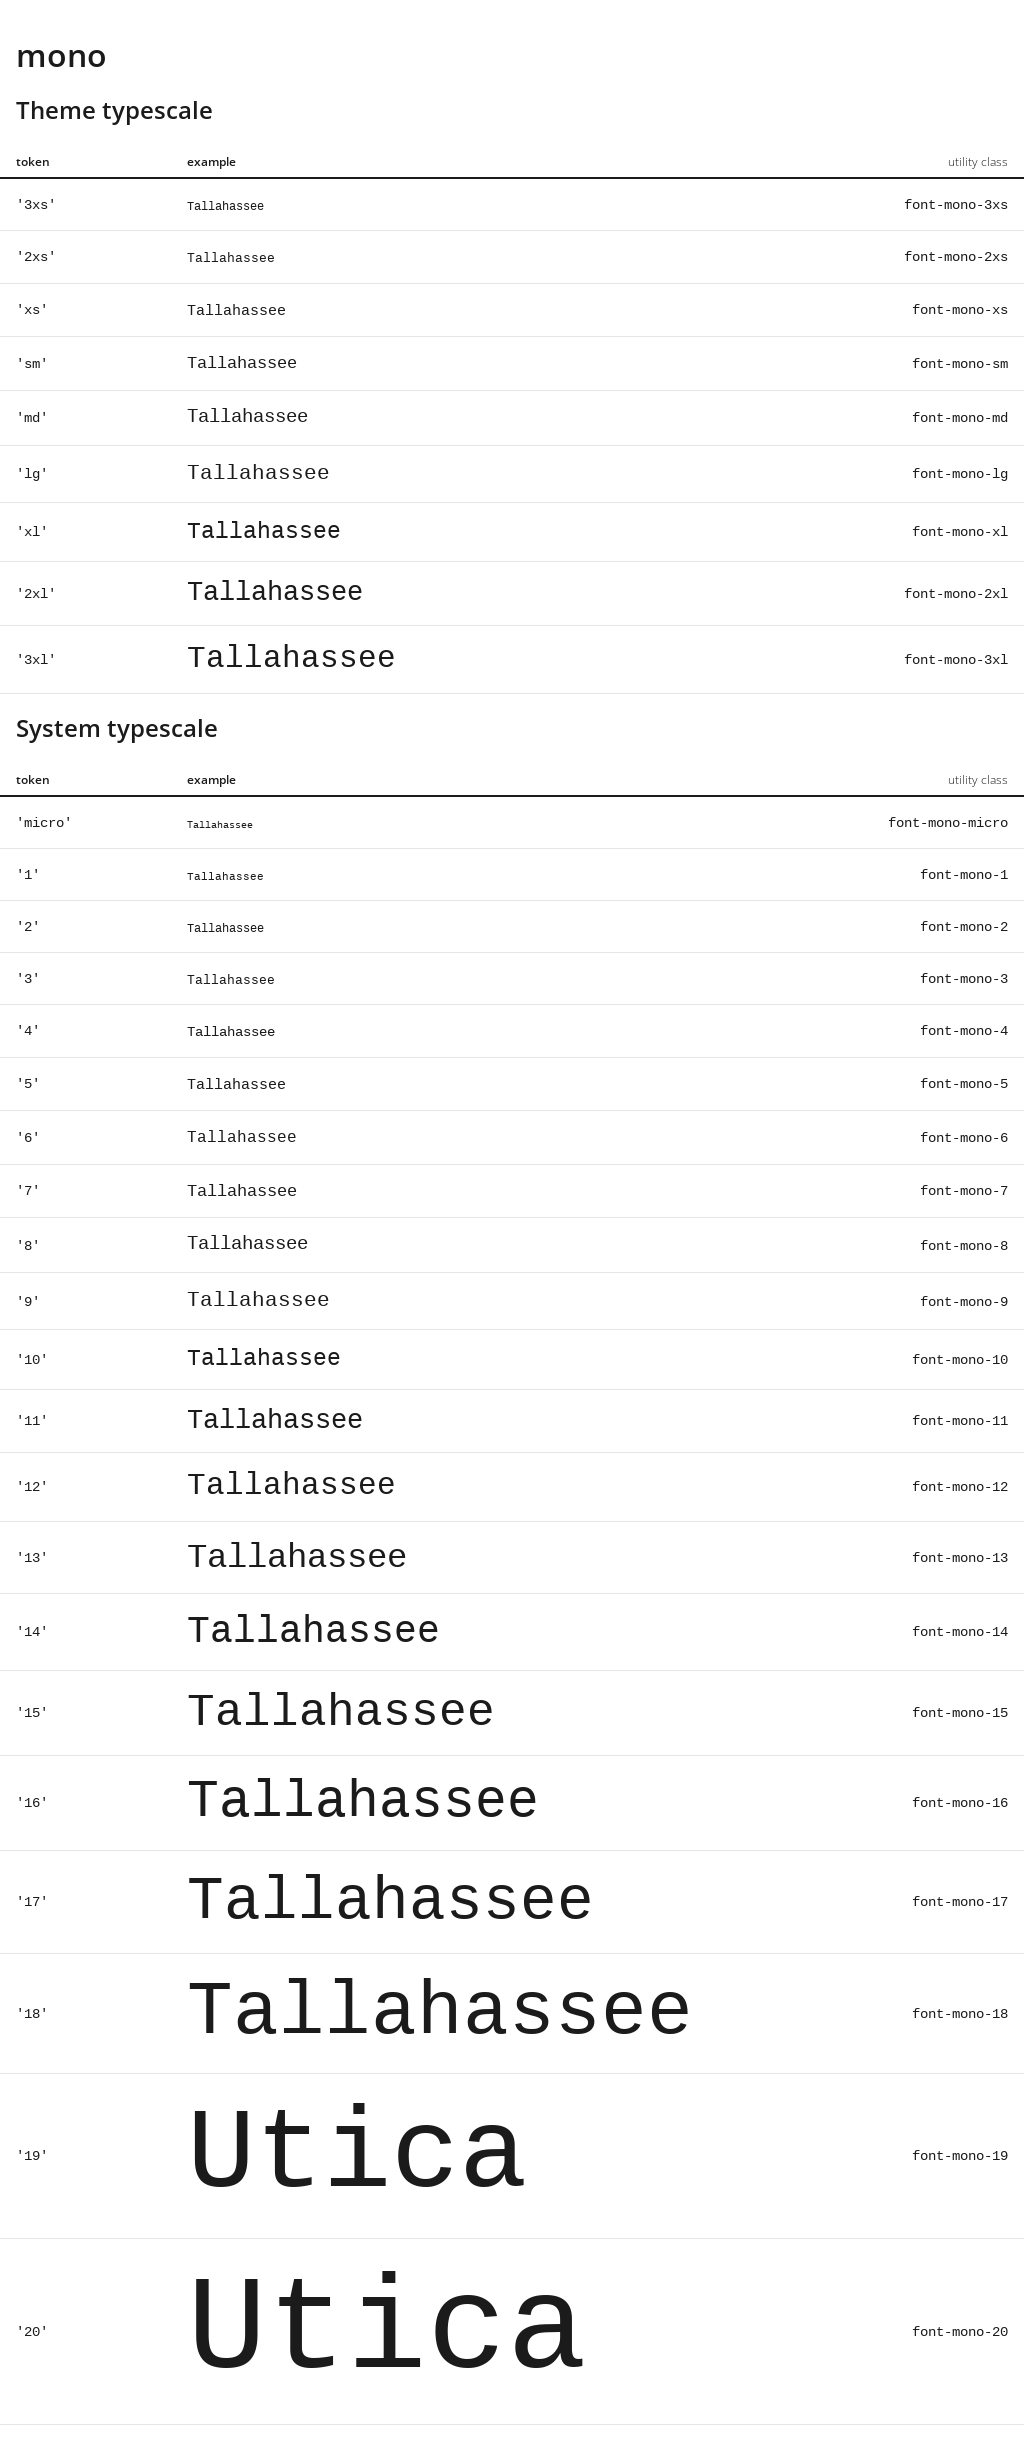 mono
Theme typescale
token example utility class
'3xs' Tallahassee font-mono-3xs
'2xs' Tallahassee font-mono-2xs
'xs' Tallahassee font-mono-xs
'sm' Tallahassee font-mono-sm
'md' Tallahassee font-mono-md
'lg' Tallahassee font-mono-lg
'xl' Tallahassee font-mono-xl
'2xl' Tallahassee font-mono-2xl
'3xl' Tallahassee font-mono-3xl
System typescale
token example utility class
'micro' Tallahassee font-mono-micro
'1' Tallahassee font-mono-1
'2' Tallahassee font-mono-2
'3' Tallahassee font-mono-3
'4' Tallahassee font-mono-4
'5' Tallahassee font-mono-5
'6' Tallahassee font-mono-6
'7' Tallahassee font-mono-7
'8' Tallahassee font-mono-8
'9' Tallahassee font-mono-9
'10' Tallahassee font-mono-10
'11' Tallahassee font-mono-11
'12' Tallahassee font-mono-12
'13' Tallahassee font-mono-13
'14' Tallahassee font-mono-14
'15' Tallahassee font-mono-15
'16' Tallahassee font-mono-16
'17' Tallahassee font-mono-17
'18' Tallahassee font-mono-18
'19' Utica font-mono-19
'20' Utica font-mono-20